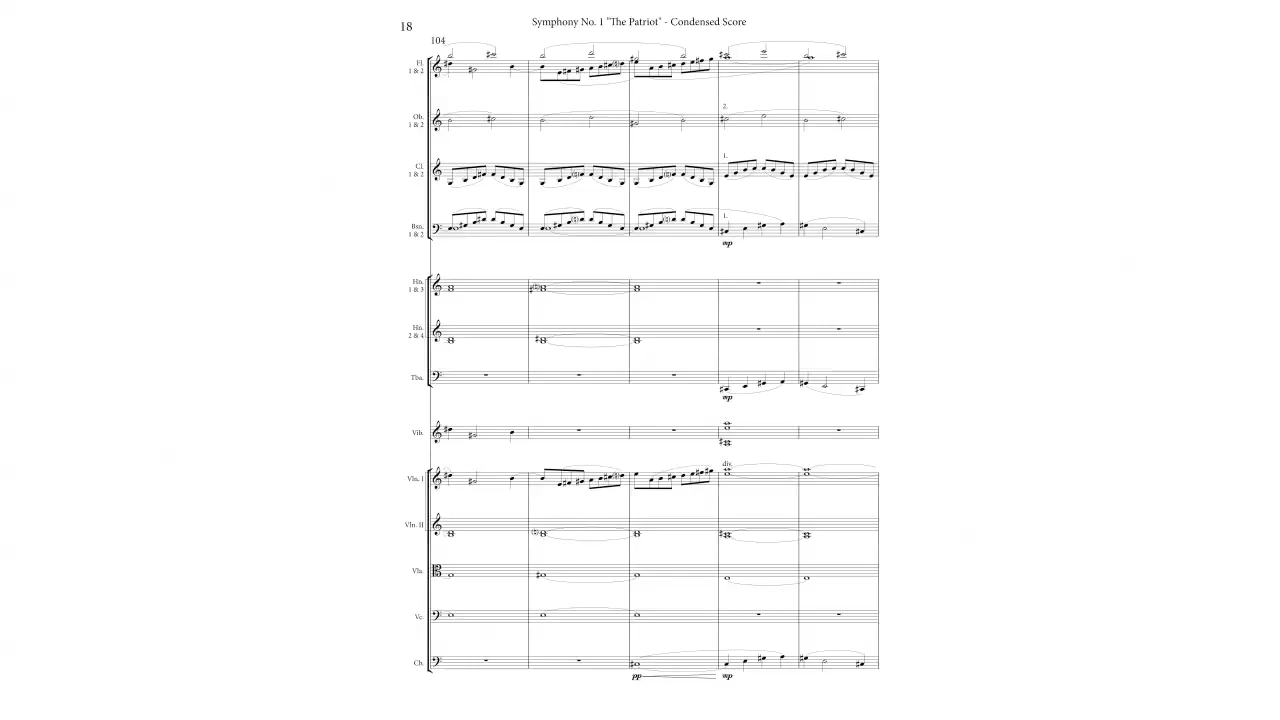 18
Symphony No. 1 "The Patriot" - Condensed Score
104
Fl.
1 & 2
Ob.
1 & 2
2.
Cl.
1 & 2
1.
Bsn.
1 & 2
1.
mp
Hn.
1 & 3
Hn.
2 & 4
Tba.
mp
Vib.
Vln. I
div.
Vln. II
Vla.
Vc.
Cb.
pp
mp